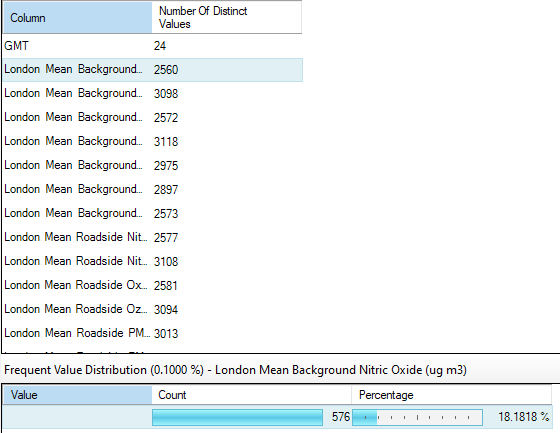 Column Number Of Distinct Values
GMT 24
London Mean Background... 2560
London Mean Background... 3098
London Mean Background... 2572
London Mean Background... 3118
London Mean Background... 2975
London Mean Background... 2897
London Mean Background... 2573
London Mean Roadside Nit... 2577
London Mean Roadside Nit... 3108
London Mean Roadside Ox... 2581
London Mean Roadside Oz... 3094
London Mean Roadside PM... 3013
Frequent Value Distribution (0.1000 %) - London Mean Background Nitric Oxide (ug m3)
Value Count Percentage
576 18.1818 %